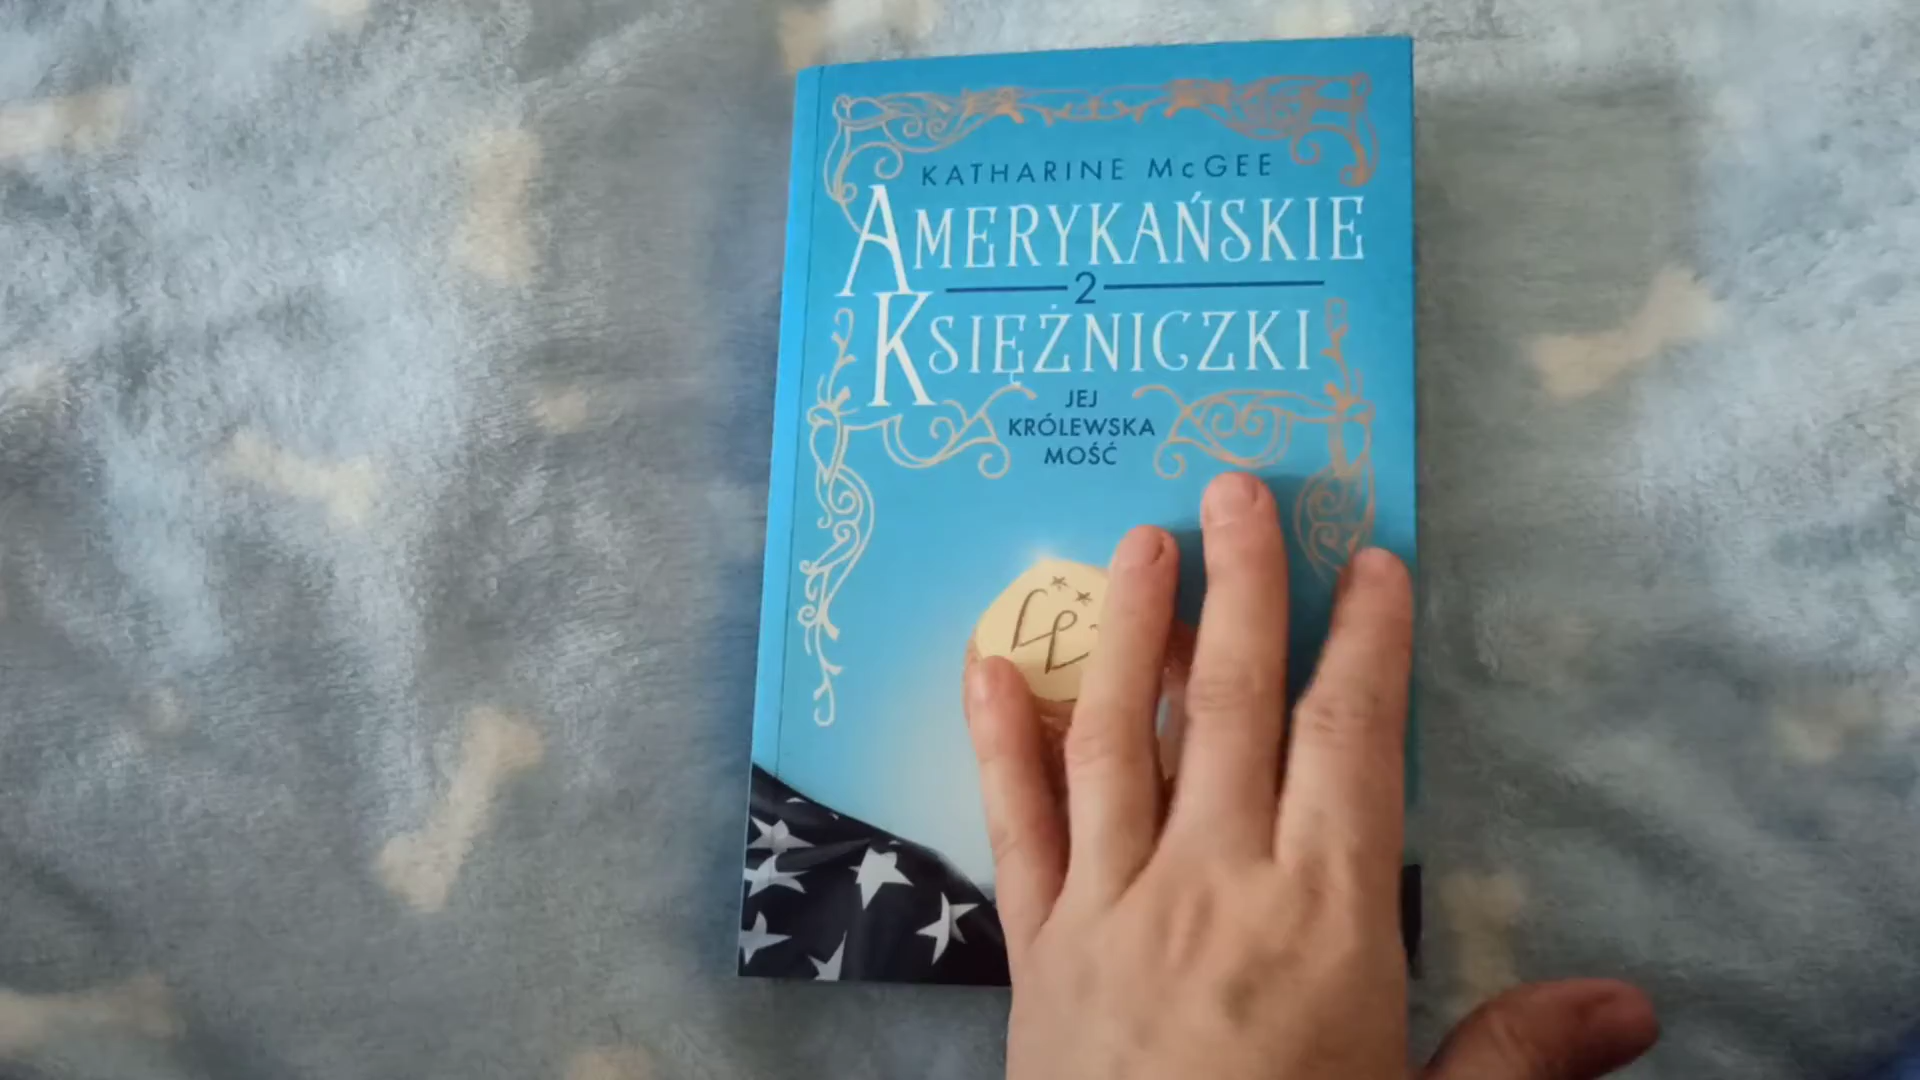 KATHARINE McGEE
AMERYKAŃSKIE
2
KSIĘŻNICZKI
JEJ
KRÓLEWSKA
MOŚĆ